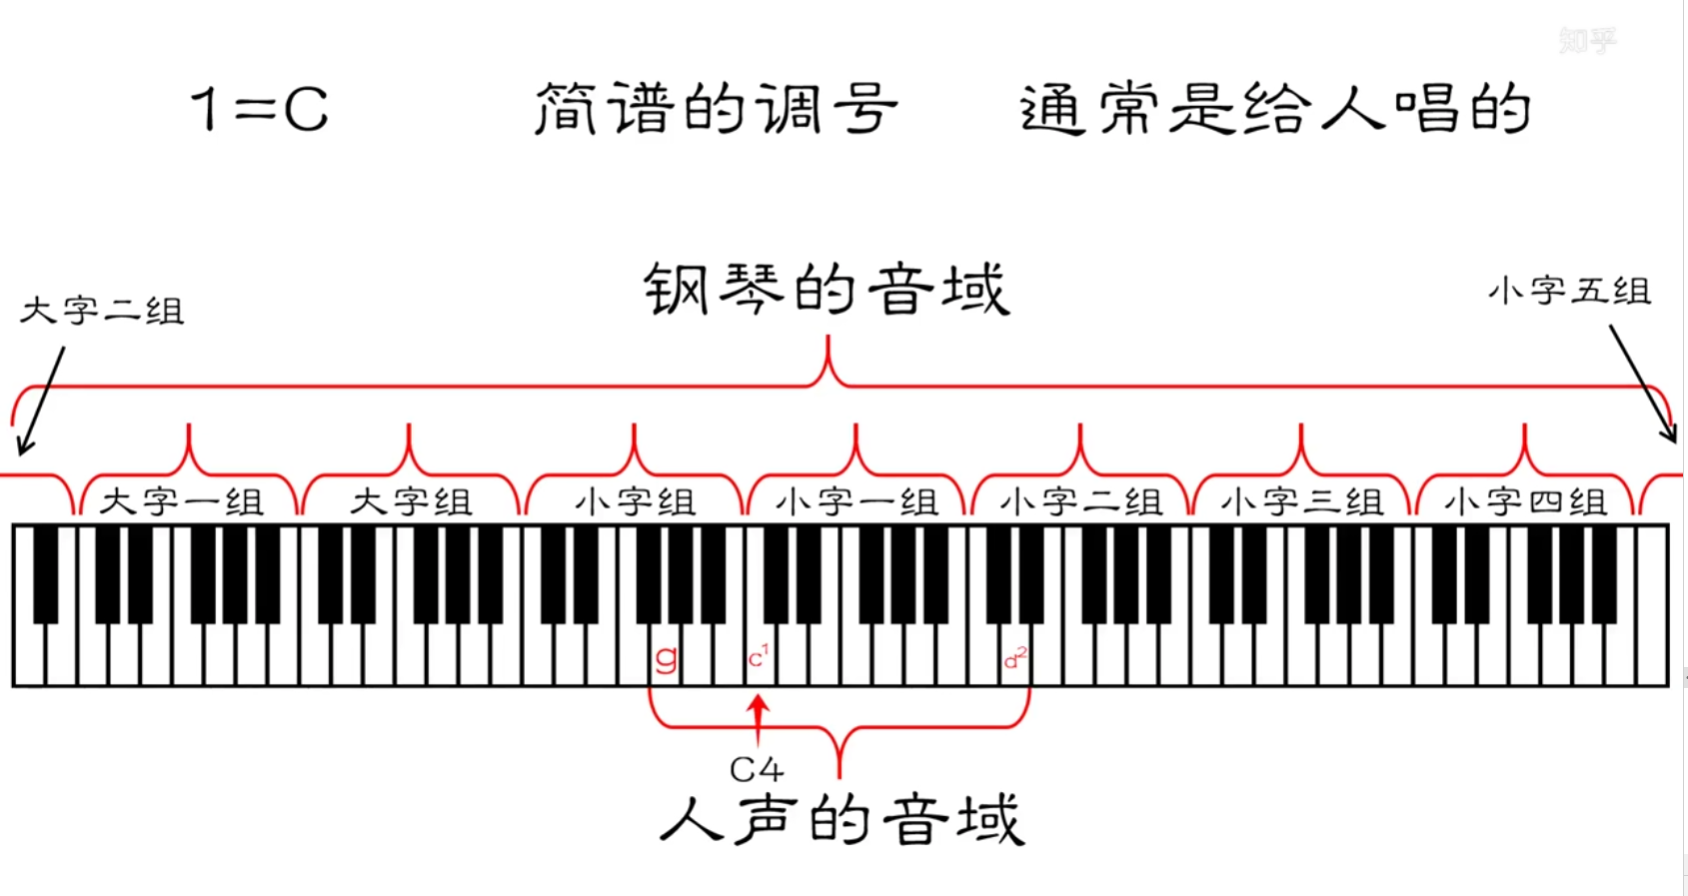 知乎
1=C 简谱的调号 通常是给人唱的
钢琴的音域
大字二组 小字五组
大字一组 大字组 小字组 小字一组 小字二组 小字三组 小字四组
g c¹ d²
C4
人声的音域